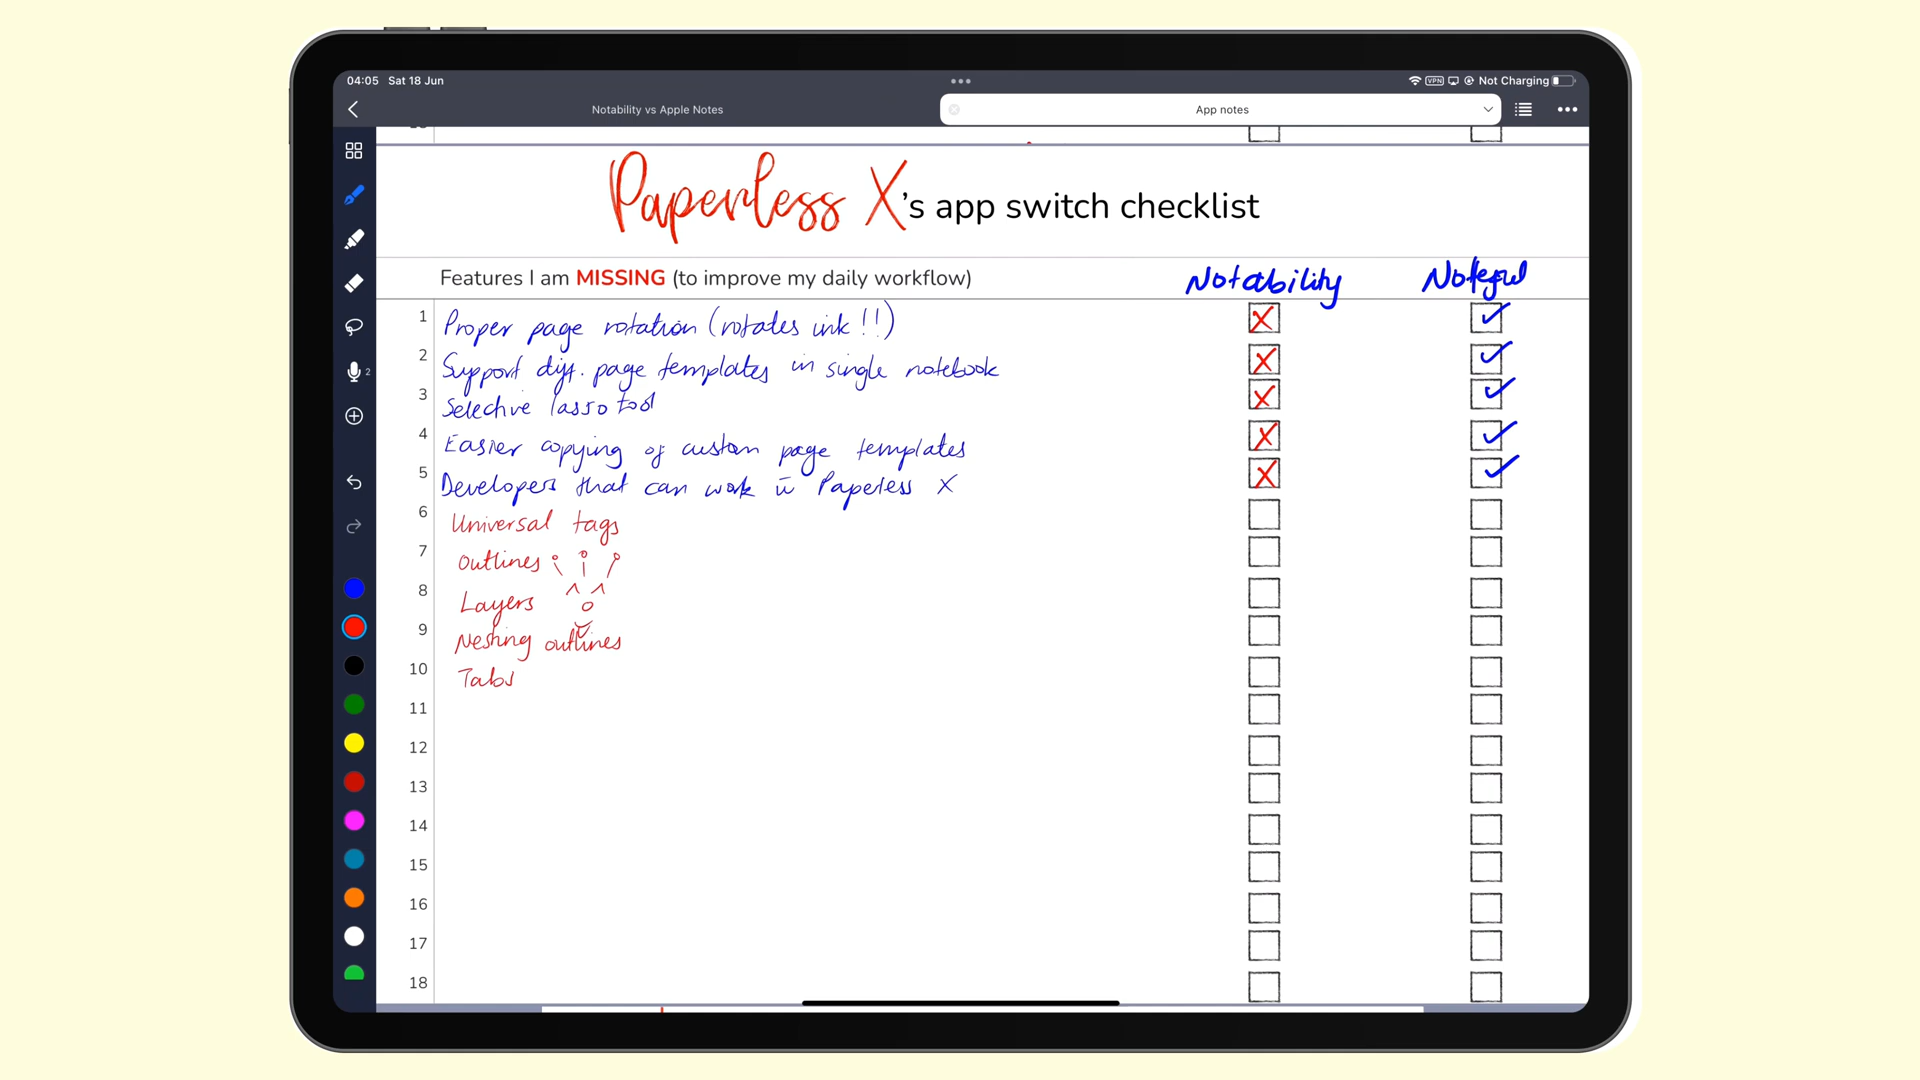 04:05 Sat 18 Jun
VPN Not Charging
Notability vs Apple Notes
App notes
Paperless X's app switch checklist
Features I am MISSING (to improve my daily workflow) Notability Noteful
1 Proper page rotation (rotates ink !!)
2 Support diff. page templates in single notebook
3 Selective lasso tool
4 Easier copying of custom page templates
5 Developers that can work w Paperless X
6 Universal tags
7 Outlines
8 Layers
9 Nesting outlines
10 Tabs
11
12
13
14
15
16
17
18
2